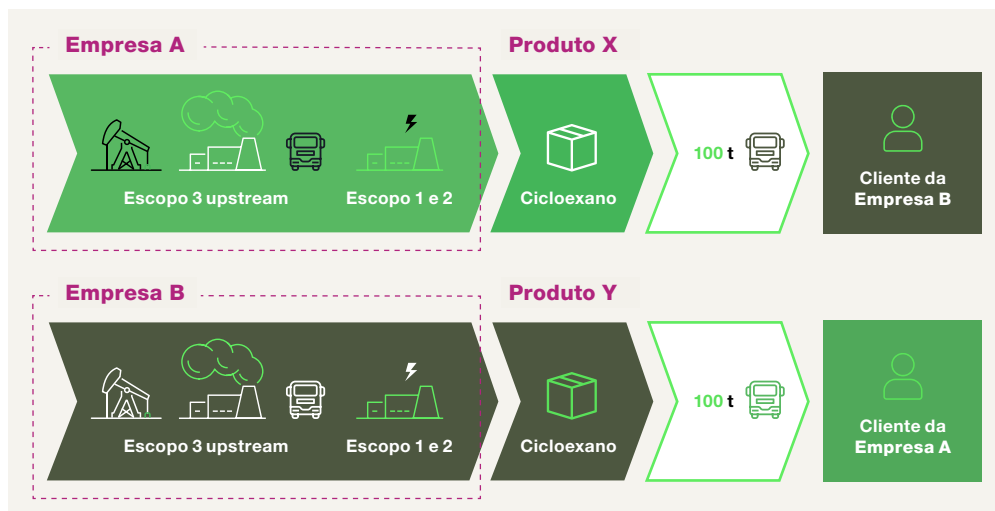 Empresa A
Produto X
Escopo 3 upstream
Escopo 1 e 2
Cicloexano
100 t
Cliente da
Empresa B
Empresa B
Produto Y
Escopo 3 upstream
Escopo 1 e 2
Cicloexano
100 t
Cliente da
Empresa A